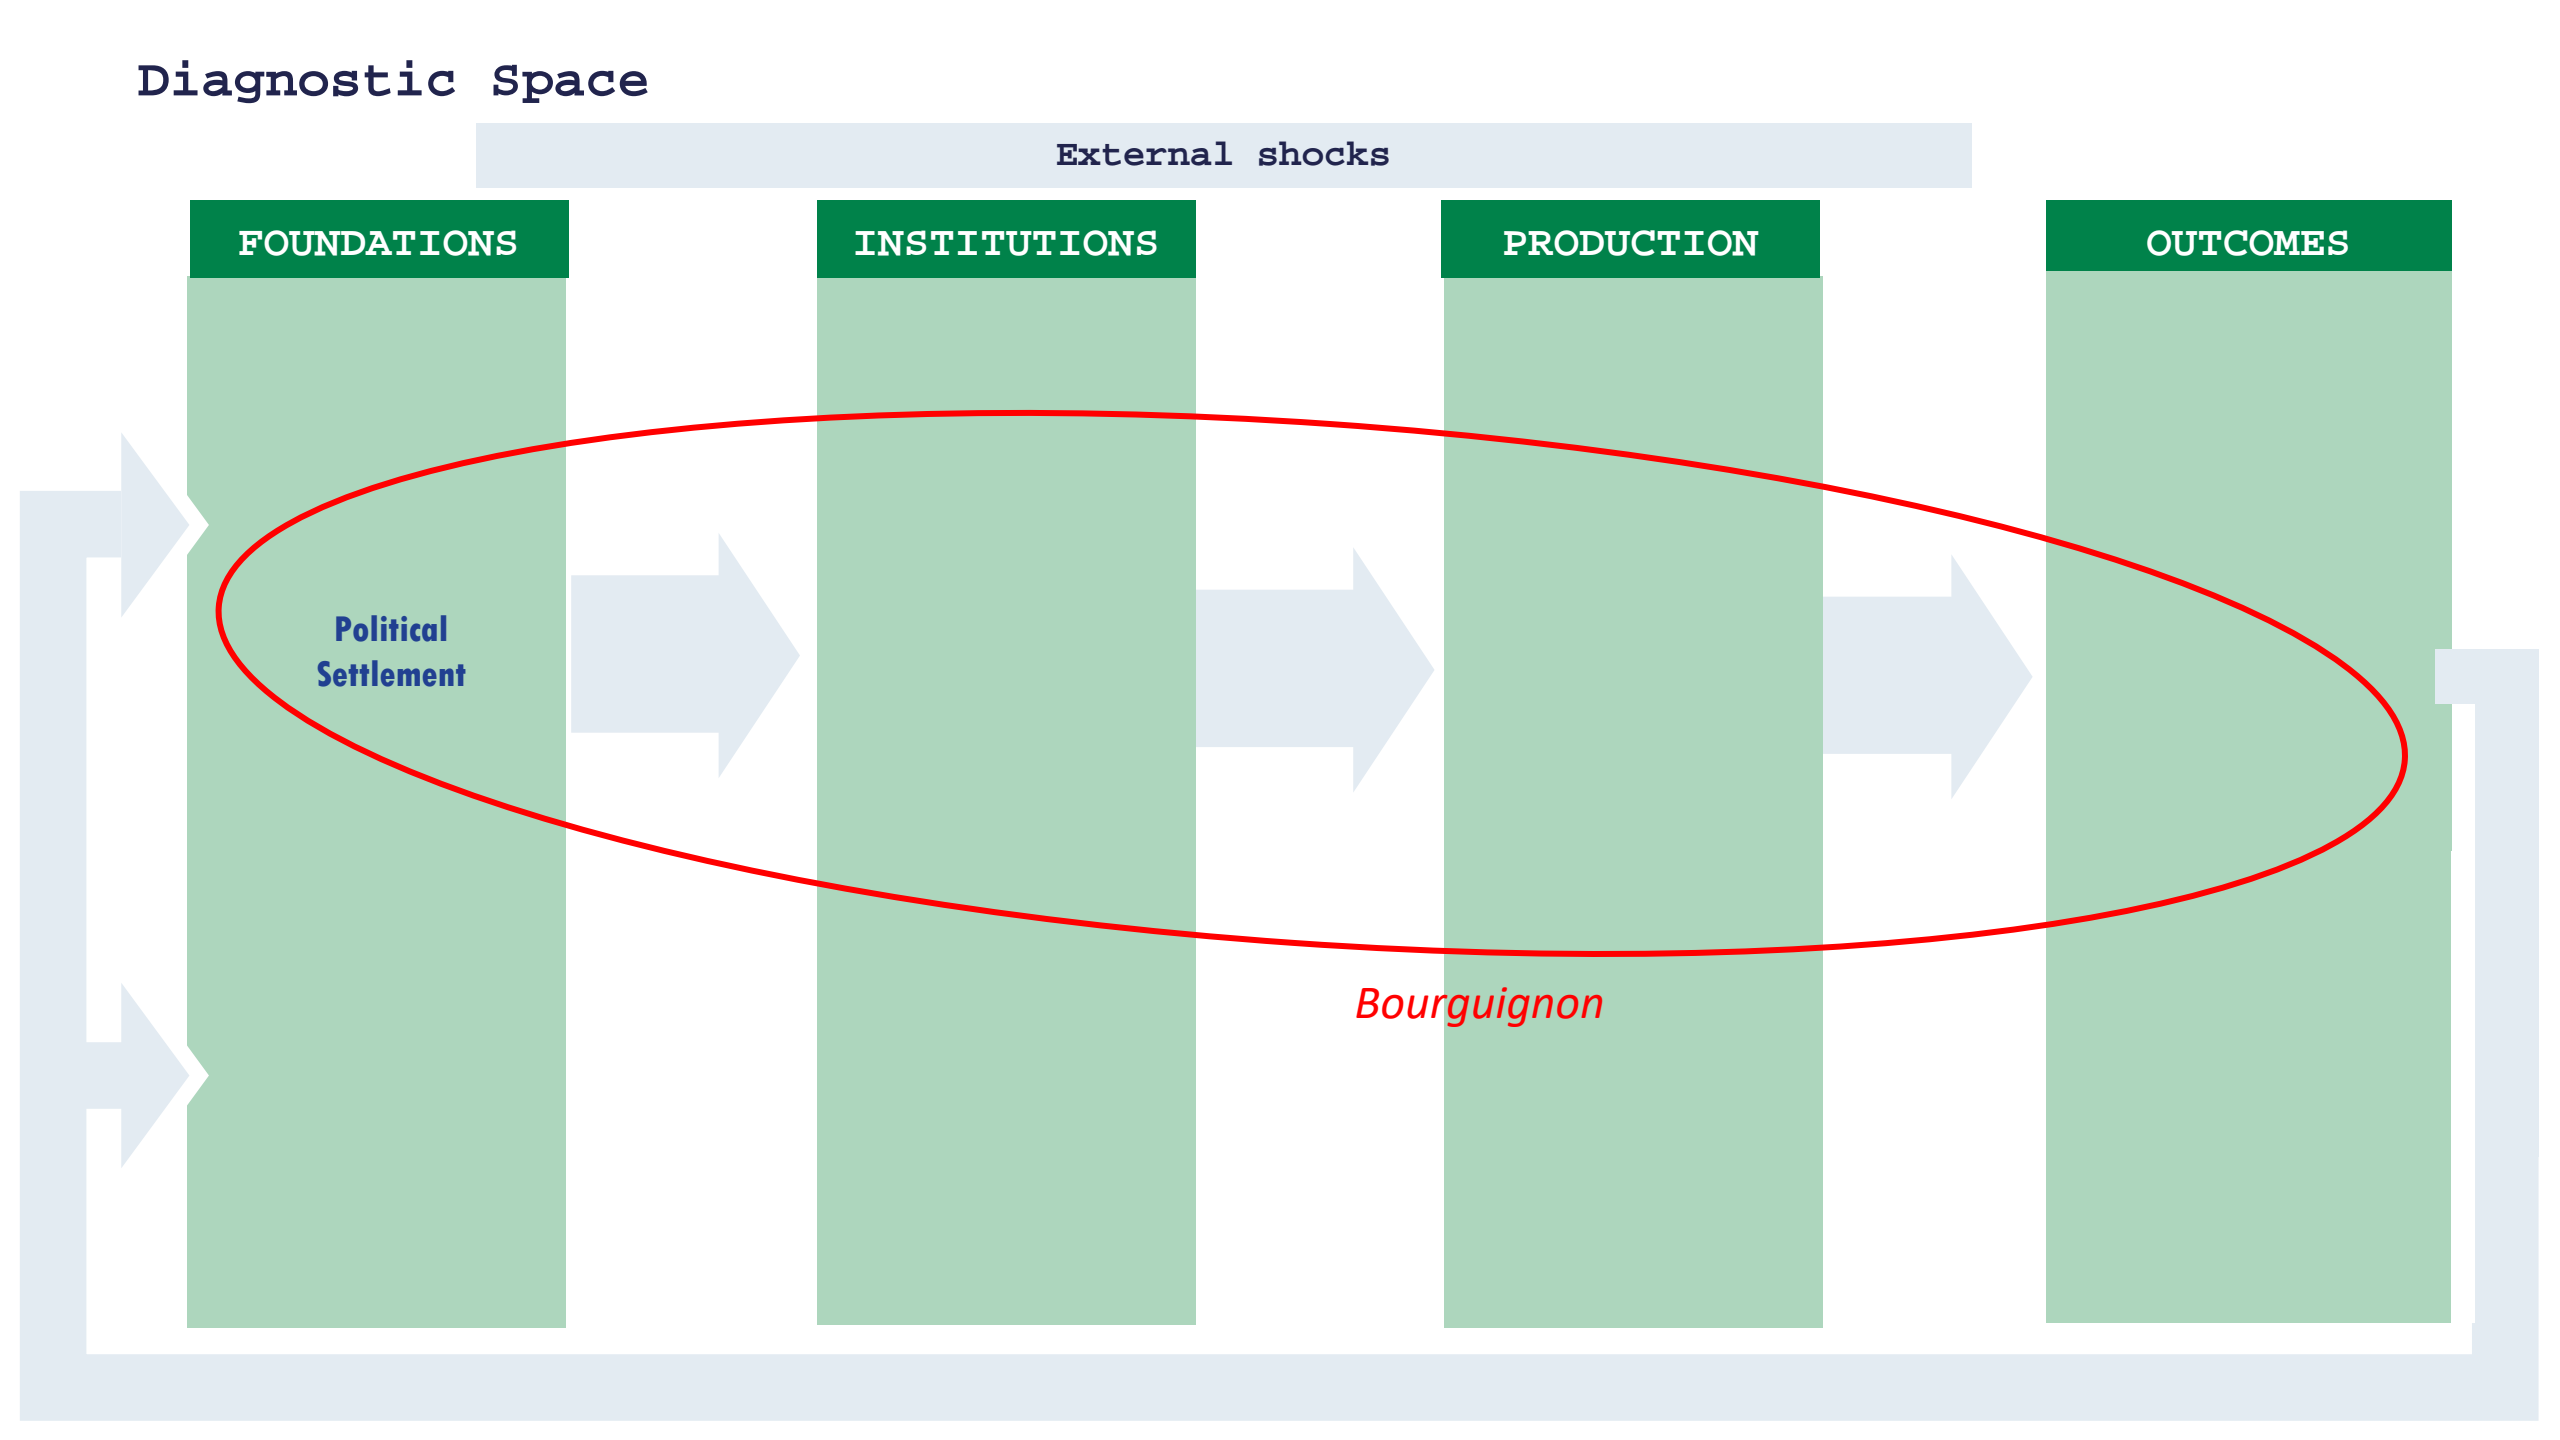 Diagnostic Space
External shocks
FOUNDATIONS
INSTITUTIONS
PRODUCTION
OUTCOMES
Political
Settlement
Bourguignon